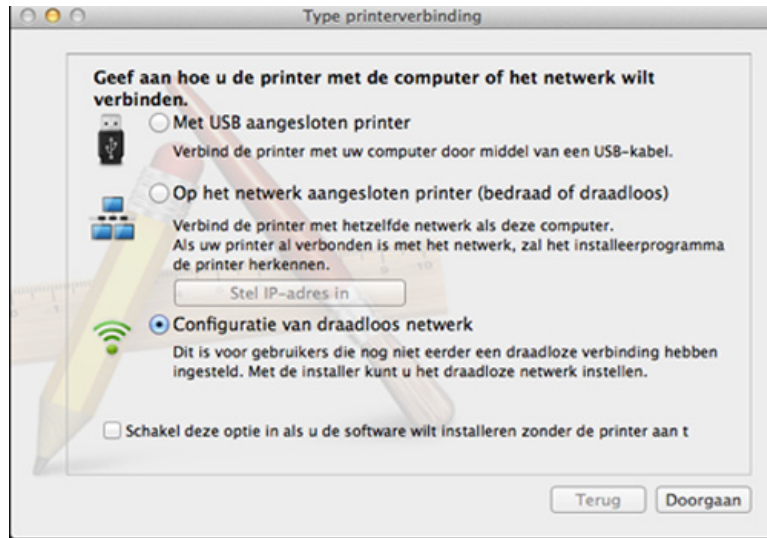 Type printerverbinding
Geef aan hoe u de printer met de computer of het netwerk wilt
verbinden.
Met USB aangesloten printer
Verbind de printer met uw computer door middel van een USB-kabel.
Op het netwerk aangesloten printer (bedraad of draadloos)
Verbind de printer met hetzelfde netwerk als deze computer.
Als uw printer al verbonden is met het netwerk, zal het installeerprogramma
de printer herkennen.
Stel IP-adres in
Configuratie van draadloos netwerk
Dit is voor gebruikers die nog niet eerder een draadloze verbinding hebben
ingesteld. Met de installer kunt u het draadloze netwerk instellen.
Schakel deze optie in als u de software wilt installeren zonder de printer aan t
Terug
Doorgaan